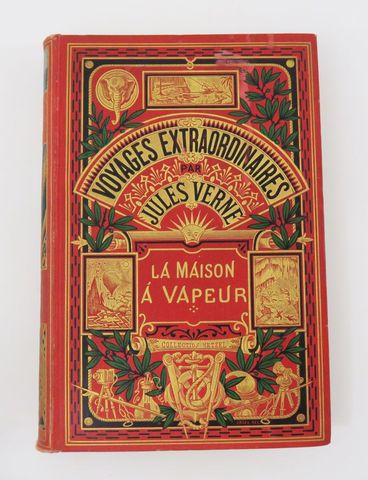 VOYAGES EXTRAORDINAIRES
PAR
JULES VERNE
LA MAISON
À VAPEUR
COLLECTION HETZEL